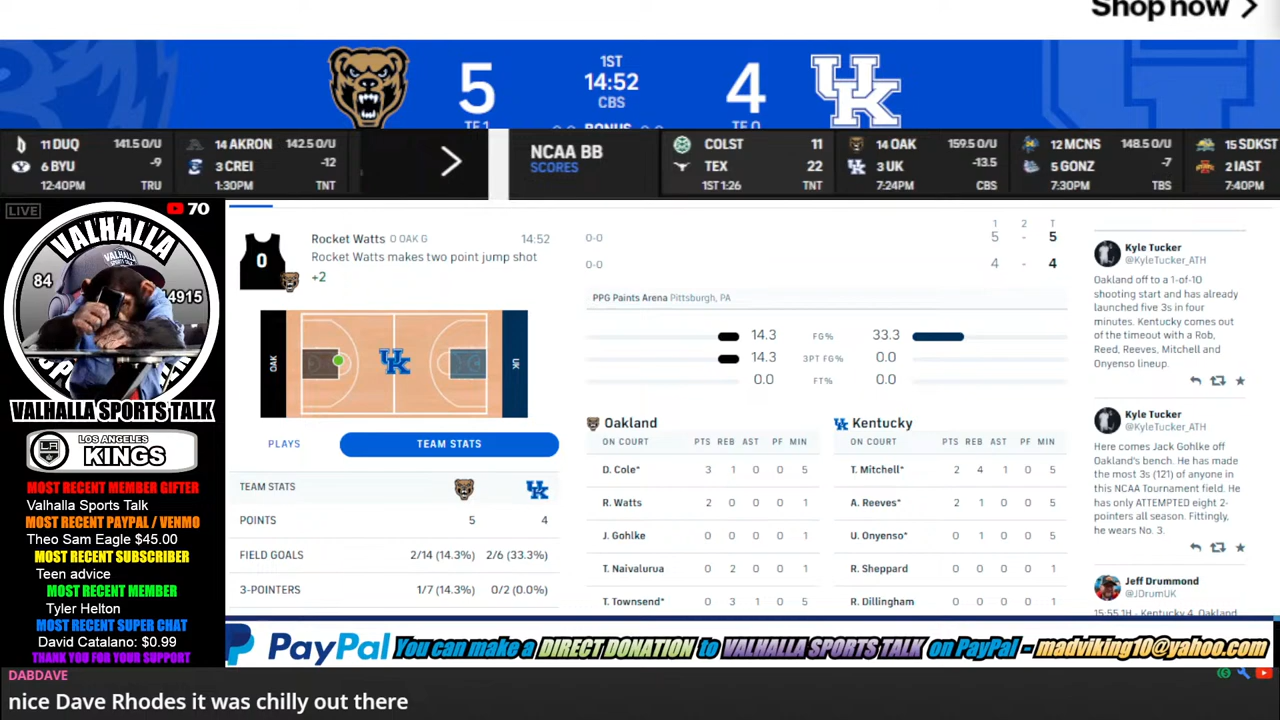 Shop now >
5
1ST
14:52
CBS
4
BONUS
11 DUQ 141.5 O/U
6 BYU -9
12:40PM TRU
14 AKRON 142.5 O/U
3 CREI -12
1:30PM TNT
NCAA BB
SCORES
COLST 11
TEX 22
1ST 1:26 TNT
14 OAK 159.5 O/U
3 UK -13.5
7:24PM CBS
12 MCNS 148.5 O/U
5 GONZ -7
7:30PM TBS
15 SDKST
2 IAST
7:40PM
LIVE
70
VALHALLA
VALHALLA
84
4915
VALHALLA SPORTS TALK
LOS ANGELES
KINGS
MOST RECENT MEMBER GIFTER
Valhalla Sports Talk
MOST RECENT PAYPAL / VENMO
Theo Sam Eagle $45.00
MOST RECENT SUBSCRIBER
Teen advice
MOST RECENT MEMBER
Tyler Helton
MOST RECENT SUPER CHAT
David Catalano: $0.99
THANK YOU FOR YOUR SUPPORT
0
Rocket Watts O OAK G 14:52
Rocket Watts makes two point jump shot
+2
OAK
UK
PLAYS
TEAM STATS
TEAM STATS
POINTS 5 4
FIELD GOALS 2/14 (14.3%) 2/6 (33.3%)
3-POINTERS 1/7 (14.3%) 0/2 (0.0%)
1 2 T
0-0 5 - 5
0-0 4 - 4
PPG Paints Arena Pittsburgh, PA
14.3 FG% 33.3
14.3 3PT FG% 0.0
0.0 FT% 0.0
Oakland
ON COURT PTS REB AST PF MIN
D. Cole* 3 1 0 0 5
R. Watts 2 0 0 0 1
J. Gohlke 0 0 0 0 1
T. Naivalurua 0 2 0 0 1
T. Townsend* 0 3 1 0 5
Kentucky
ON COURT PTS REB AST PF MIN
T. Mitchell* 2 4 1 0 5
A. Reeves* 2 1 0 0 5
U. Onyenso* 0 1 0 0 5
R. Sheppard 0 0 0 0 1
R. Dillingham 0 0 0 0 1
Kyle Tucker
@KyleTucker_ATH
Oakland off to a 1-of-10
shooting start and has already
launched five 3s in four
minutes. Kentucky comes out
of the timeout with a Rob,
Reed, Reeves, Mitchell and
Onyenso lineup.
Kyle Tucker
@KyleTucker_ATH
Here comes Jack Gohlke off
Oakland's bench. He has made
the most 3s (121) of anyone in
this NCAA Tournament field. He
has only ATTEMPTED eight 2-
pointers all season. Fittingly,
he wears No. 3.
Jeff Drummond
@JDrumUK
15:55 1H - Kentucky 4, Oakland
PayPal You can make a DIRECT DONATION to VALHALLA SPORTS TALK on PayPal - madviking10@yahoo.com
DABDAVE
nice Dave Rhodes it was chilly out there